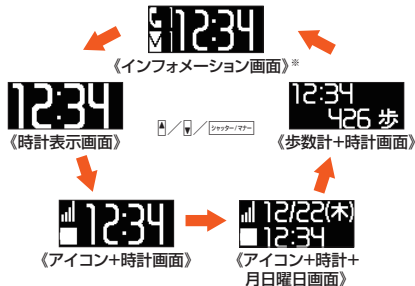 12:34
《インフォメーション画面》※
12:34
《時計表示画面》
▲/▼/シャッター/マナー
12:34
426 歩
《歩数計+時計画面》
12:34
《アイコン+時計画面》
12/22(木)
12:34
《アイコン+時計+
月日曜日画面》